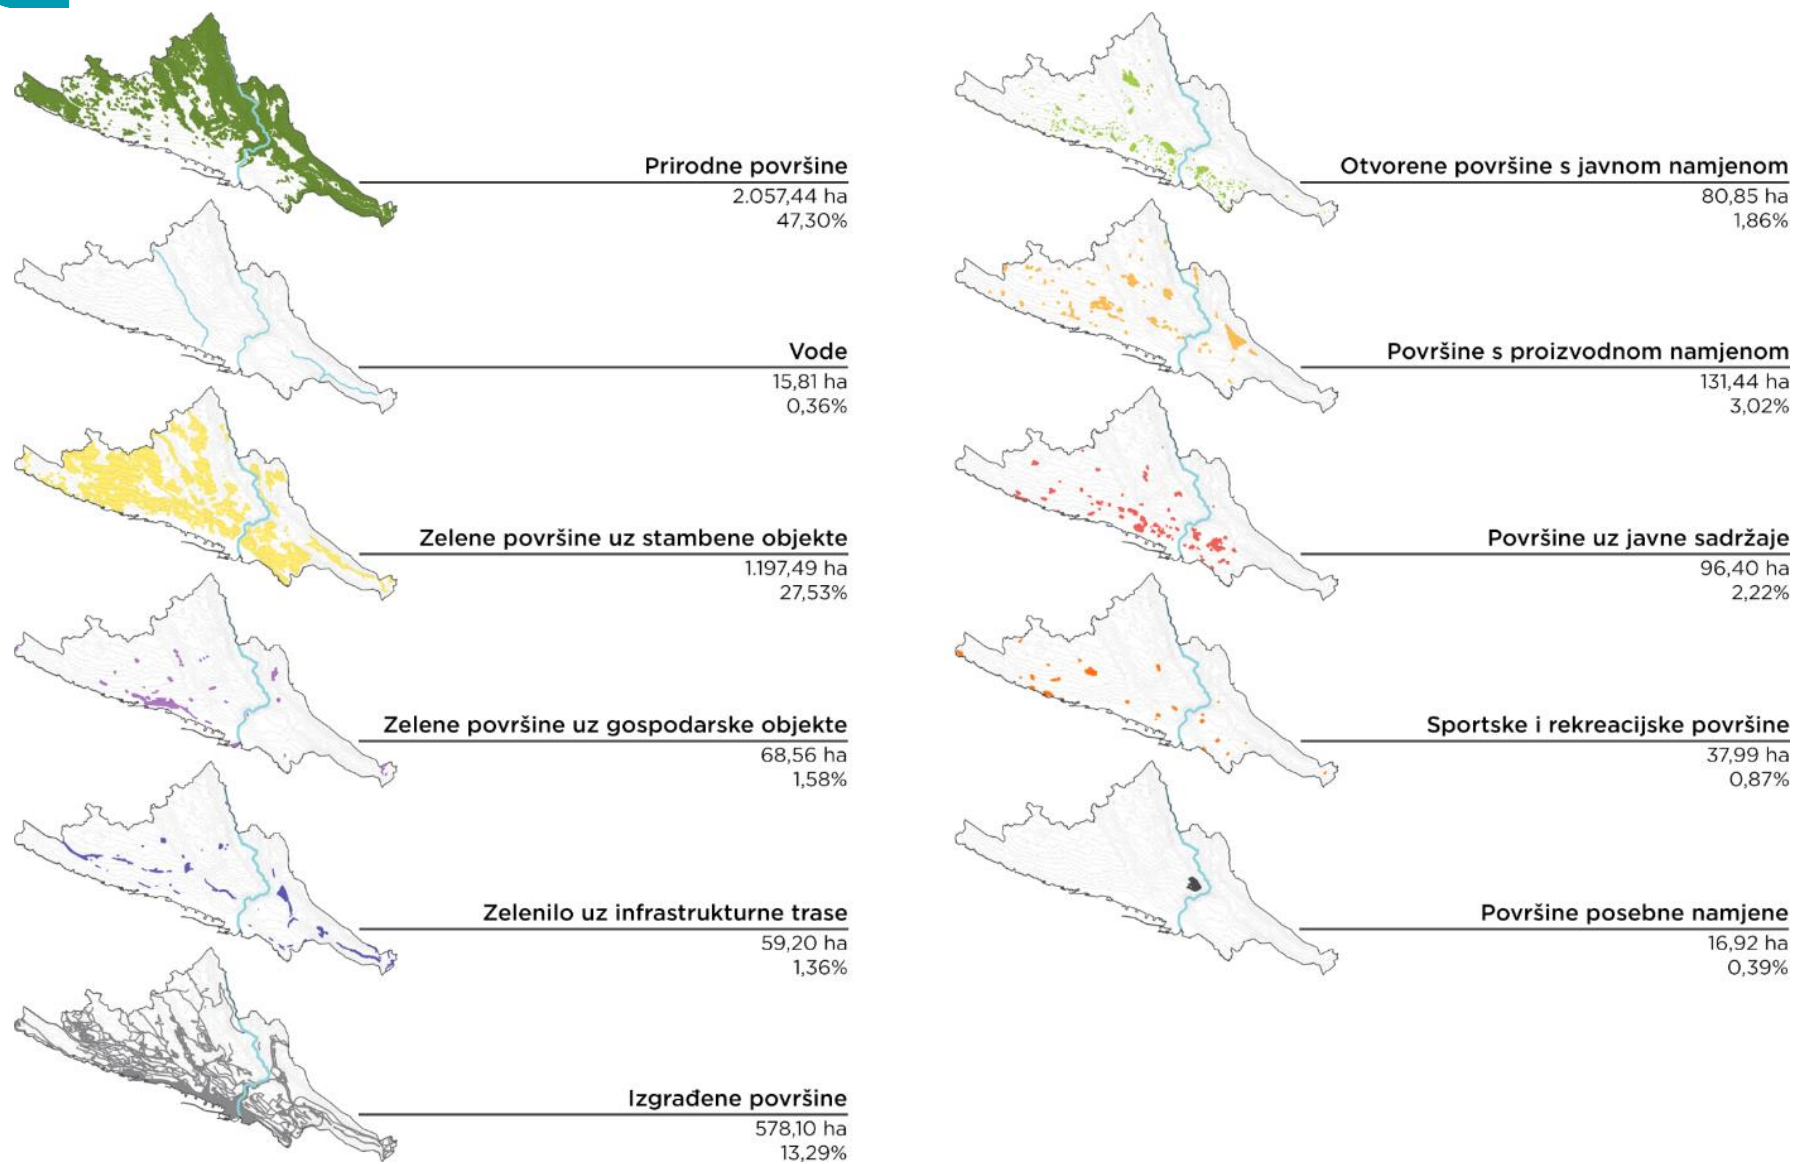 Prirodne površine
2.057,44 ha
47,30%
Vode
15,81 ha
0,36%
Zelene površine uz stambene objekte
1.197,49 ha
27,53%
Zelene površine uz gospodarske objekte
68,56 ha
1,58%
Zelenilo uz infrastrukturne trase
59,20 ha
1,36%
Izgrađene površine
578,10 ha
13,29%
Otvorene površine s javnom namjenom
80,85 ha
1,86%
Površine s proizvodnom namjenom
131,44 ha
3,02%
Površine uz javne sadržaje
96,40 ha
2,22%
Sportske i rekreacijske površine
37,99 ha
0,87%
Površine posebne namjene
16,92 ha
0,39%